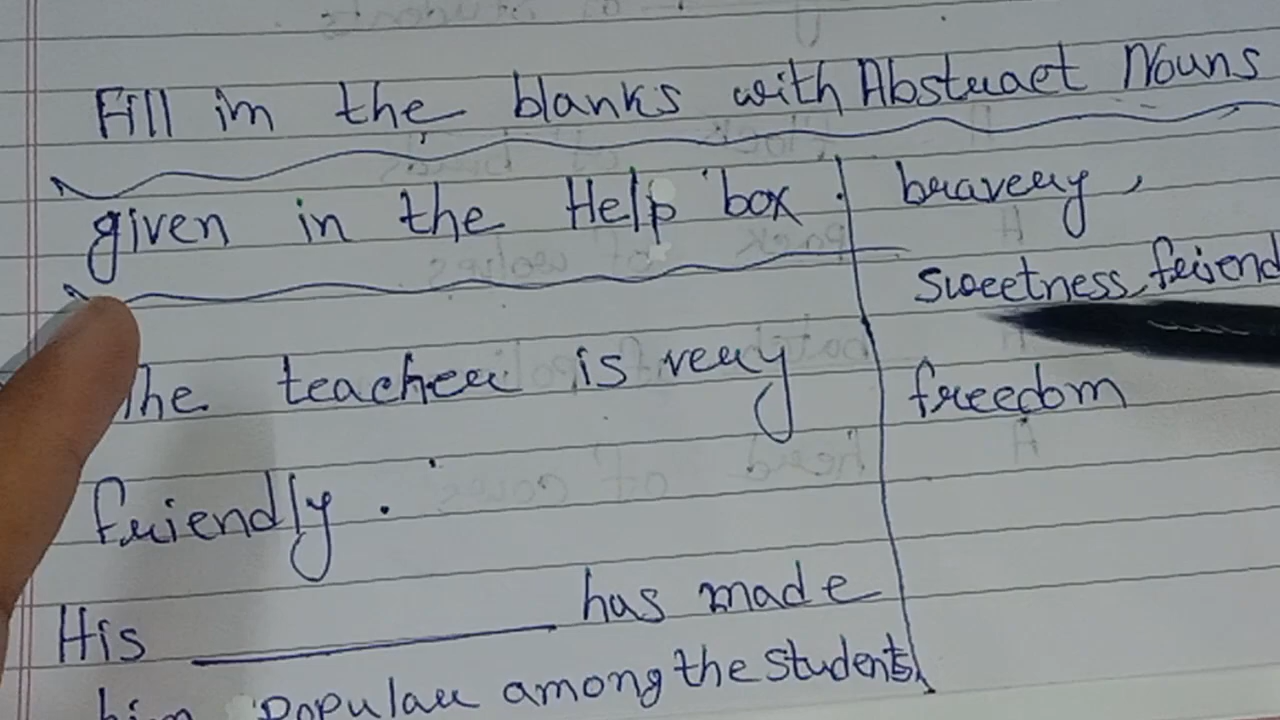 Fill in the blanks with Abstract Nouns
given in the Help box.
bravery,
sweetness, friend
freedom
The teacher is very
friendly.
His ____________ has made
him popular among the students